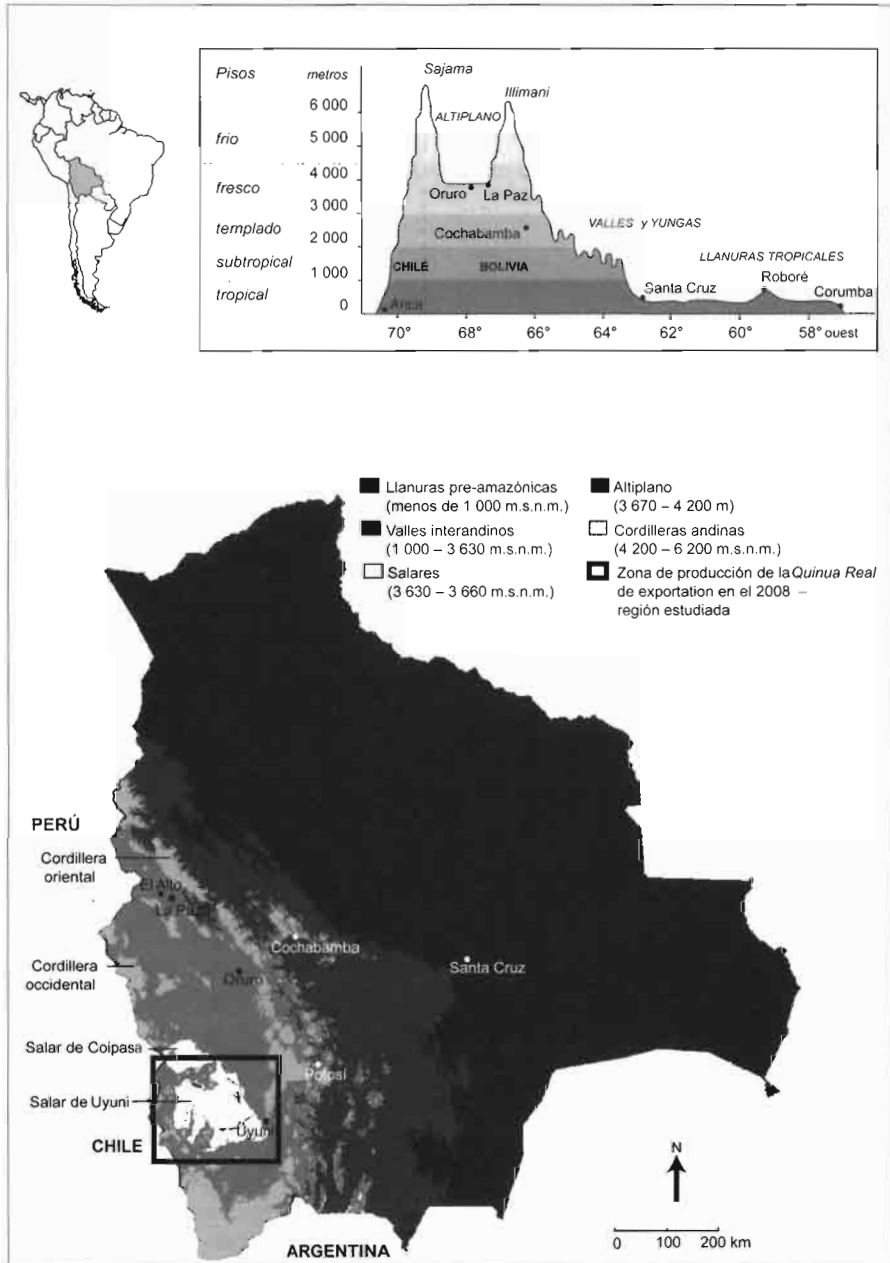 Pisos
metros
Sajama
Illimani
6 000
ALTIPLANO
frio
5 000
4 000
fresco
Oruro
La Paz
3 000
templado
Cochabamba
VALLES y YUNGAS
2 000
subtropical
LLANURAS TROPICALES
CHILE
BOLIVIA
1 000
Roboré
tropical
Santa Cruz
Corumba
0
Arica
70°
68°
66°
64°
62°
60°
58° ouest
Llanuras pre-amazónicas
(menos de 1 000 m.s.n.m.)
Valles interandinos
(1 000 – 3 630 m.s.n.m.)
Salares
(3 630 – 3 660 m.s.n.m.)
Altiplano
(3 670 – 4 200 m)
Cordilleras andinas
(4 200 – 6 200 m.s.n.m.)
Zona de producción de la Quinua Real
de exportation en el 2008 –
región estudiada
PERÚ
Cordillera
oriental
El Alto
La Paz
Cochabamba
Santa Cruz
Cordillera
occidental
Oruro
Salar de Coipasa
Potosí
Salar de Uyuni
Uyuni
CHILE
N
ARGENTINA
0 100 200 km